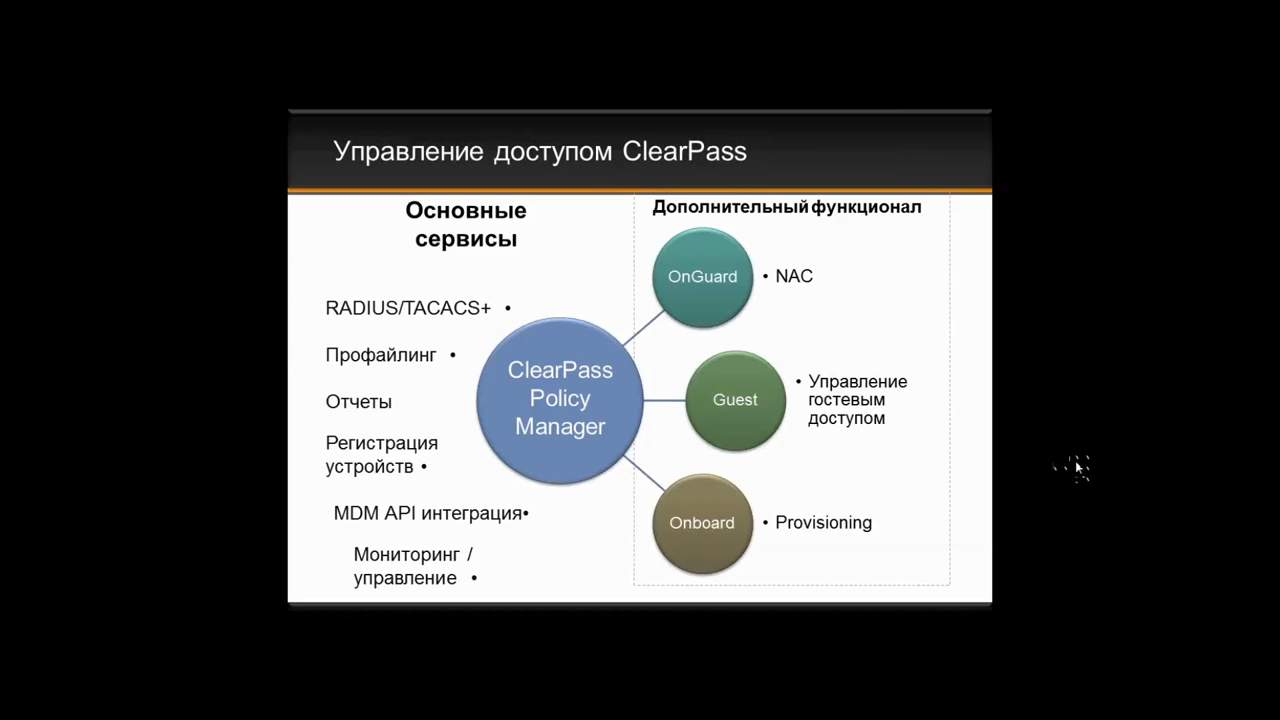 Управление доступом ClearPass
Основные
сервисы
RADIUS/TACACS+ •
Профайлинг •
Отчеты
Регистрация
устройств •
MDM API интеграция•
Мониторинг /
управление •
ClearPass
Policy
Manager
Дополнительный функционал
OnGuard
• NAC
Guest
• Управление
гостевым
доступом
Onboard
• Provisioning